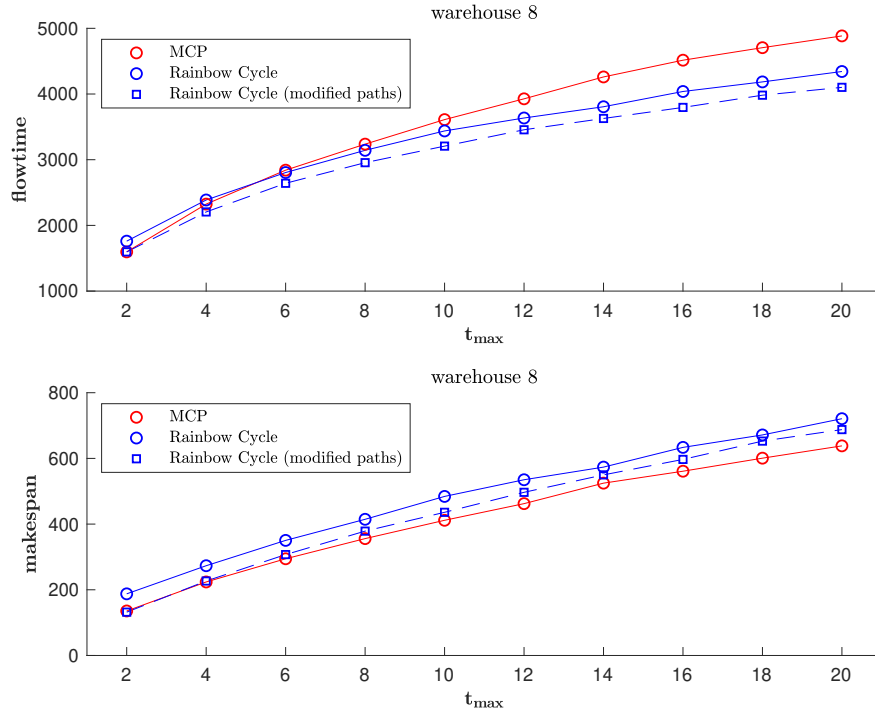 warehouse 8
5000
4000
3000
2000
1000
flowtime
MCP
Rainbow Cycle
Rainbow Cycle (modified paths)
2 4 6 8 10 12 14 16 18 20
t_max
warehouse 8
800
600
400
200
0
makespan
MCP
Rainbow Cycle
Rainbow Cycle (modified paths)
2 4 6 8 10 12 14 16 18 20
t_max